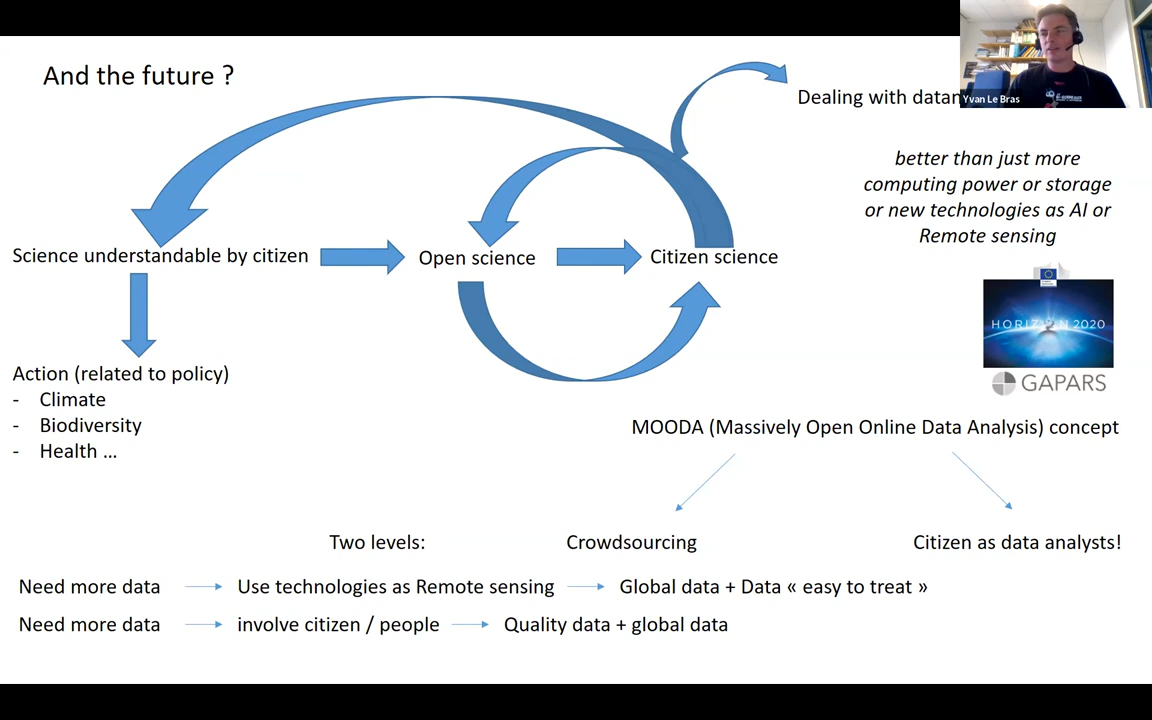 And the future ?
Dealing with
Yvan Le Bras
better than just more
computing power or storage
or new technologies as AI or
Remote sensing
Science understandable by citizen
Open science
Citizen science
HORIZON 2020
GAPARS
Action (related to policy)
- Climate
- Biodiversity
- Health ...
MOODA (Massively Open Online Data Analysis) concept
Two levels:
Crowdsourcing
Citizen as data analysts!
Need more data
Use technologies as Remote sensing
Global data + Data « easy to treat »
Need more data
involve citizen / people
Quality data + global data